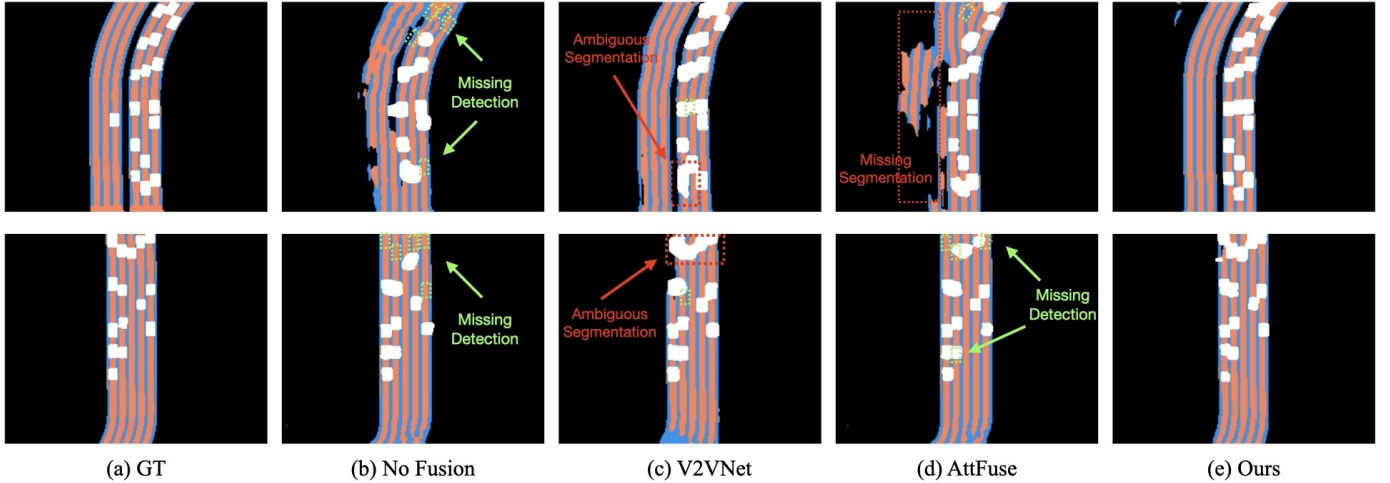 Missing
Detection
Ambiguous
Segmentation
Missing
Segmentation
Missing
Detection
Ambiguous
Segmentation
Missing
Detection
(a) GT
(b) No Fusion
(c) V2VNet
(d) AttFuse
(e) Ours